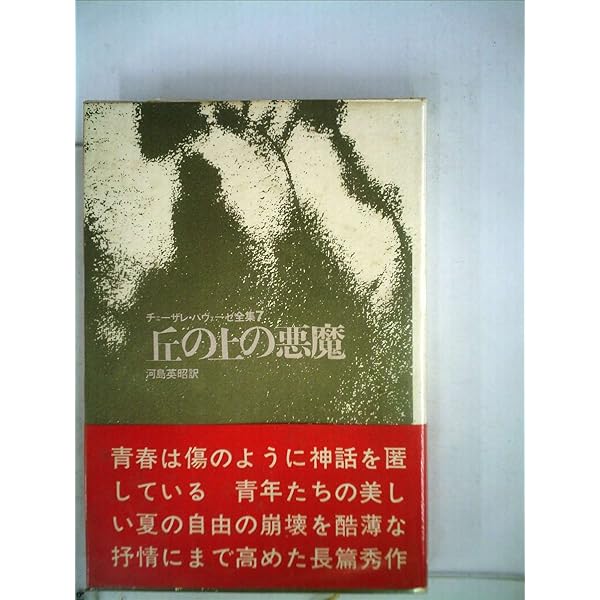 チェーザレ・パヴェーゼ全集7
丘の上の悪魔
河島英昭訳
青春は傷のように神話を匿
している　青年たちの美し
い夏の自由の崩壊を酷薄な
抒情にまで高めた長篇秀作